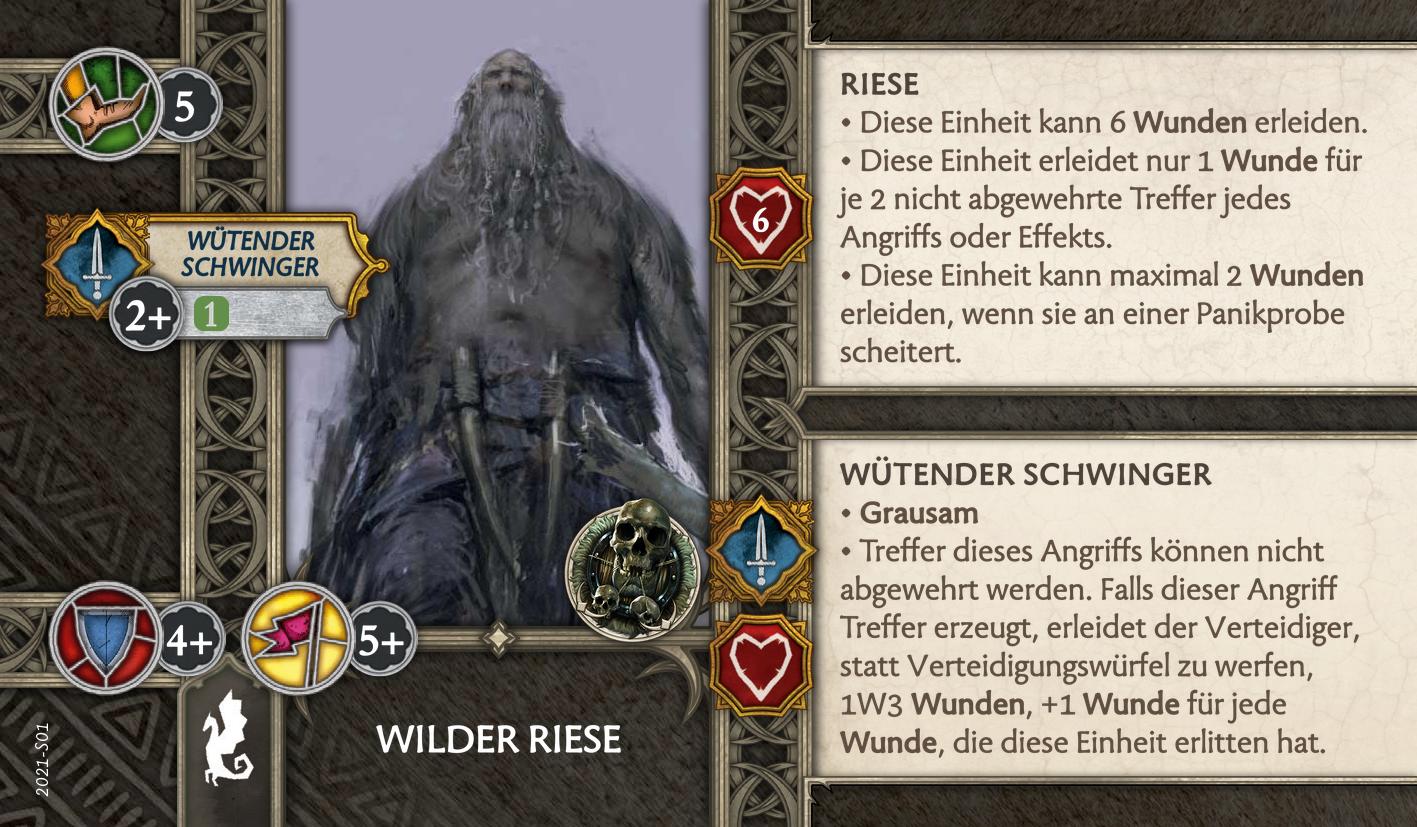 5
WÜTENDER
SCHWINGER
2+ 1
4+ 5+
WILDER RIESE
2021-S01
6
RIESE
• Diese Einheit kann 6 Wunden erleiden.
• Diese Einheit erleidet nur 1 Wunde für
je 2 nicht abgewehrte Treffer jedes
Angriffs oder Effekts.
• Diese Einheit kann maximal 2 Wunden
erleiden, wenn sie an einer Panikprobe
scheitert.
WÜTENDER SCHWINGER
• Grausam
• Treffer dieses Angriffs können nicht
abgewehrt werden. Falls dieser Angriff
Treffer erzeugt, erleidet der Verteidiger,
statt Verteidigungswürfel zu werfen,
1W3 Wunden, +1 Wunde für jede
Wunde, die diese Einheit erlitten hat.